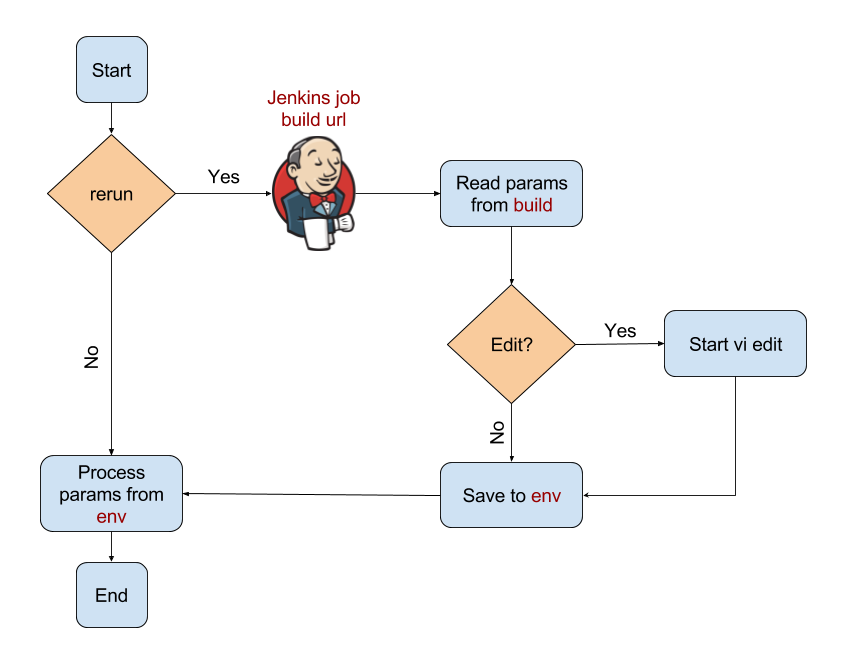 Start
Jenkins job
build url
Yes
rerun
Read params
from build
Edit?
Yes
Start vi edit
No
No
Process
params from
env
Save to env
End